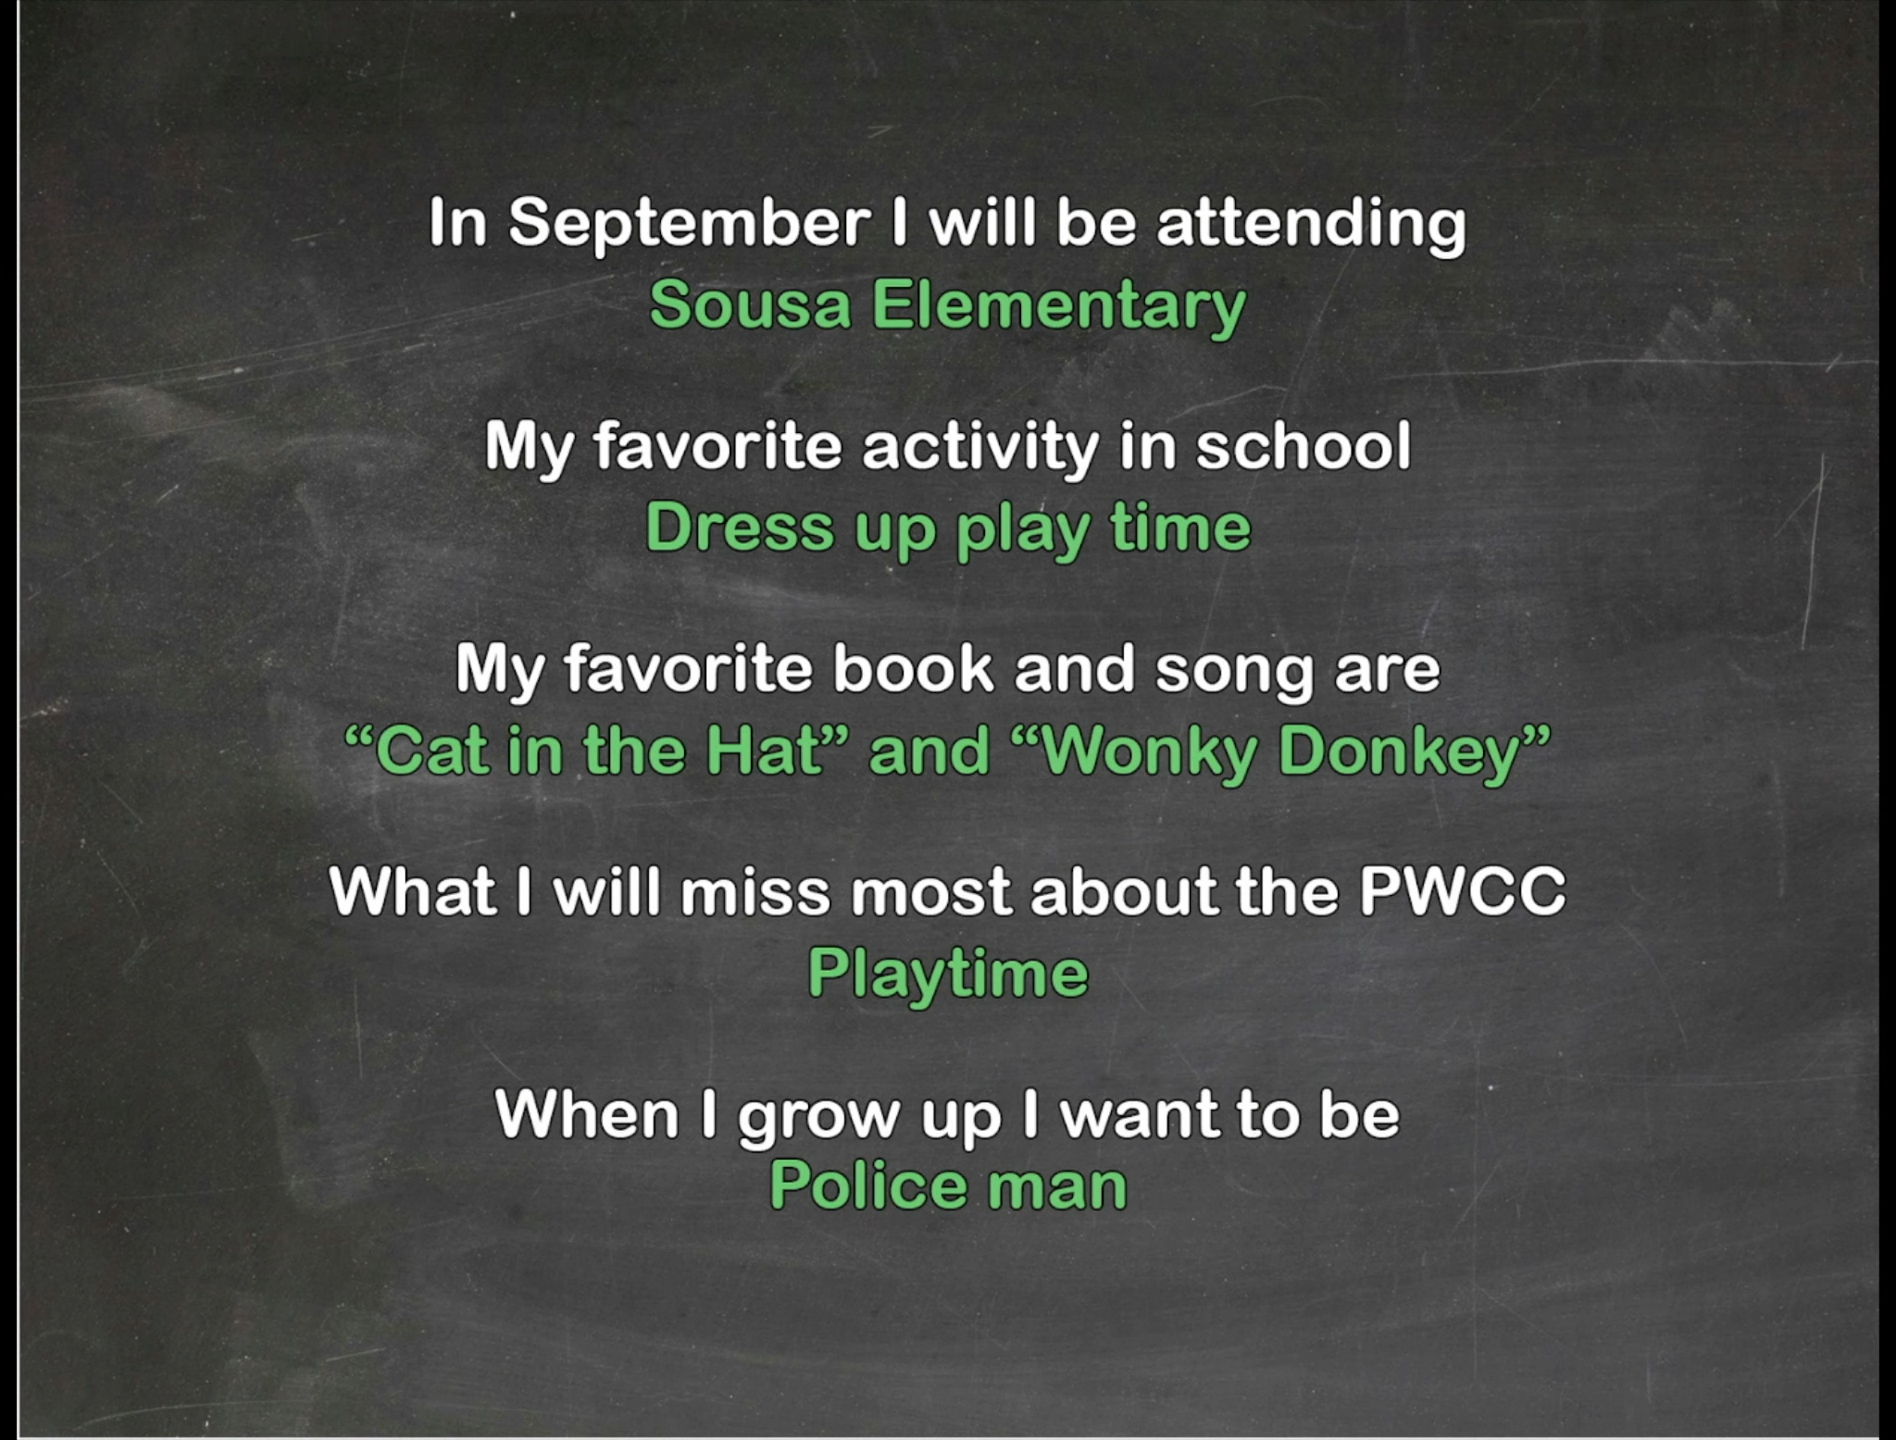 In September I will be attending
Sousa Elementary
My favorite activity in school
Dress up play time
My favorite book and song are
“Cat in the Hat” and “Wonky Donkey”
What I will miss most about the PWCC
Playtime
When I grow up I want to be
Police man